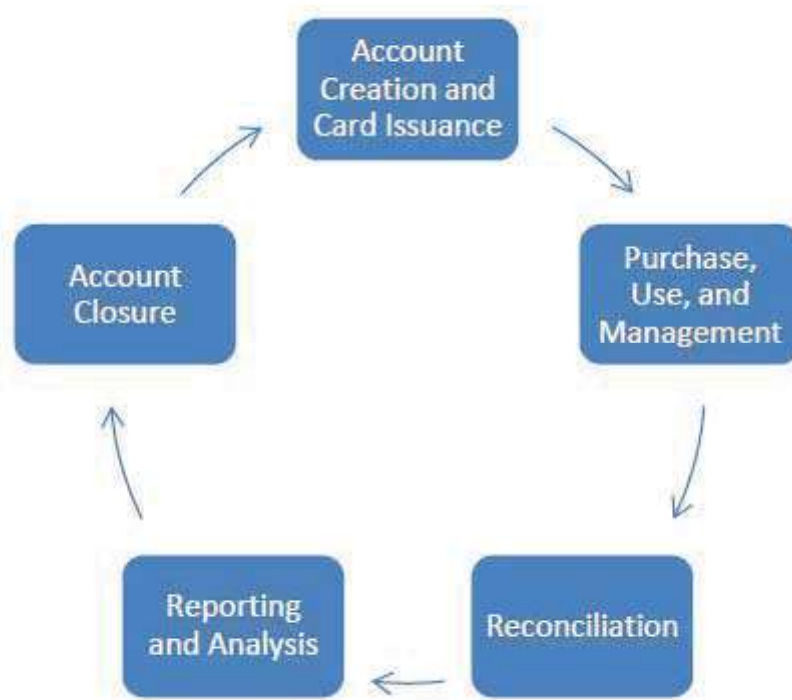 Account
Creation and
Card Issuance
Purchase,
Use, and
Management
Reconciliation
Reporting
and Analysis
Account
Closure